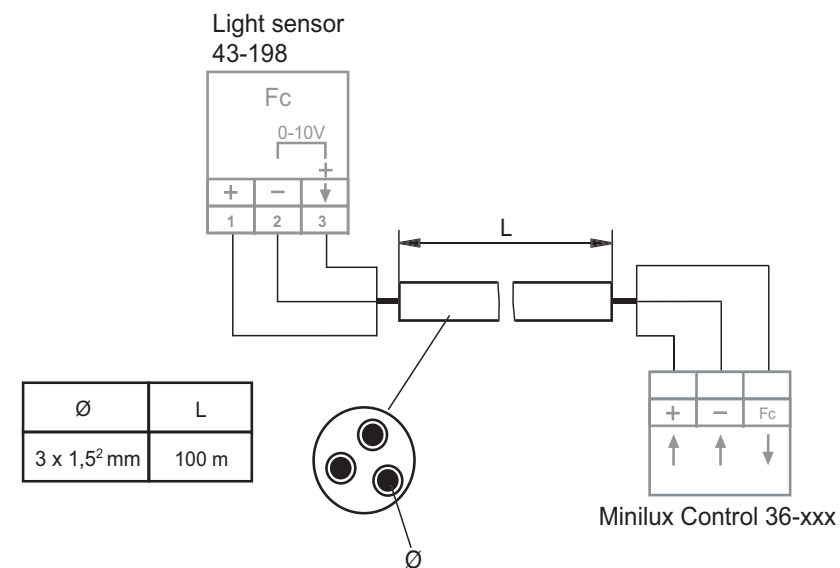 Light sensor
43-198
Fc
0-10V
+
+ −
1 2 3
L
Ø L
3 x 1,5² mm 100 m
+ − Fc
Minilux Control 36-xxx
Ø